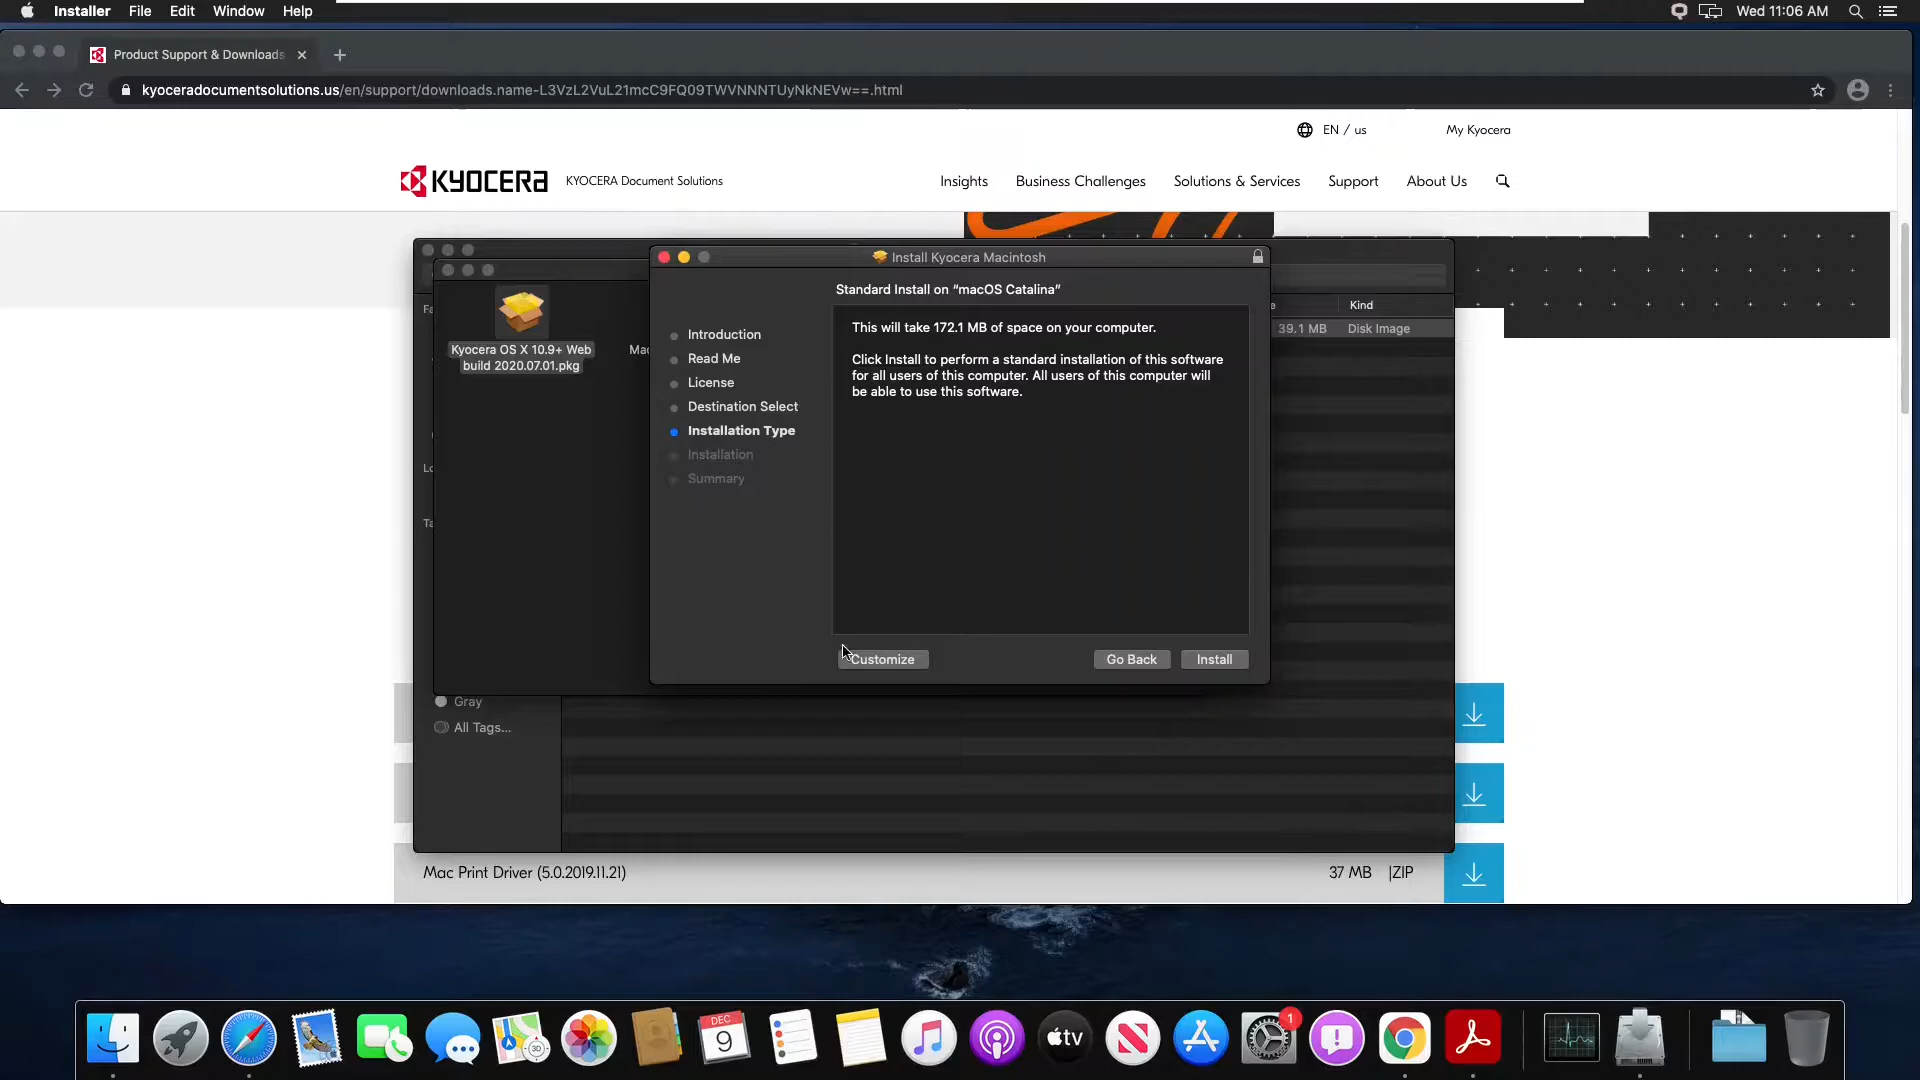 Installer File Edit Window Help
Wed 11:06 AM
Product Support & Downloads
kyoceradocumentsolutions.us/en/support/downloads.name-L3VzL2VuL21mcC9FQ09TWVNNNTUyNkNEVw==.html
EN / us
My Kyocera
KYOCERA
KYOCERA Document Solutions
Insights Business Challenges Solutions & Services Support About Us
Install Kyocera Macintosh
Standard Install on “macOS Catalina”
Kind
39.1 MB Disk Image
Kyocera OS X 10.9+ Web
build 2020.07.01.pkg
Introduction
Read Me
License
Destination Select
Installation Type
Installation
Summary
This will take 172.1 MB of space on your computer.
Click Install to perform a standard installation of this software
for all users of this computer. All users of this computer will
be able to use this software.
Customize
Go Back
Install
Gray
All Tags...
Mac Print Driver (5.0.2019.11.21)
37 MB |ZIP
DEC
9
3D
tv
1